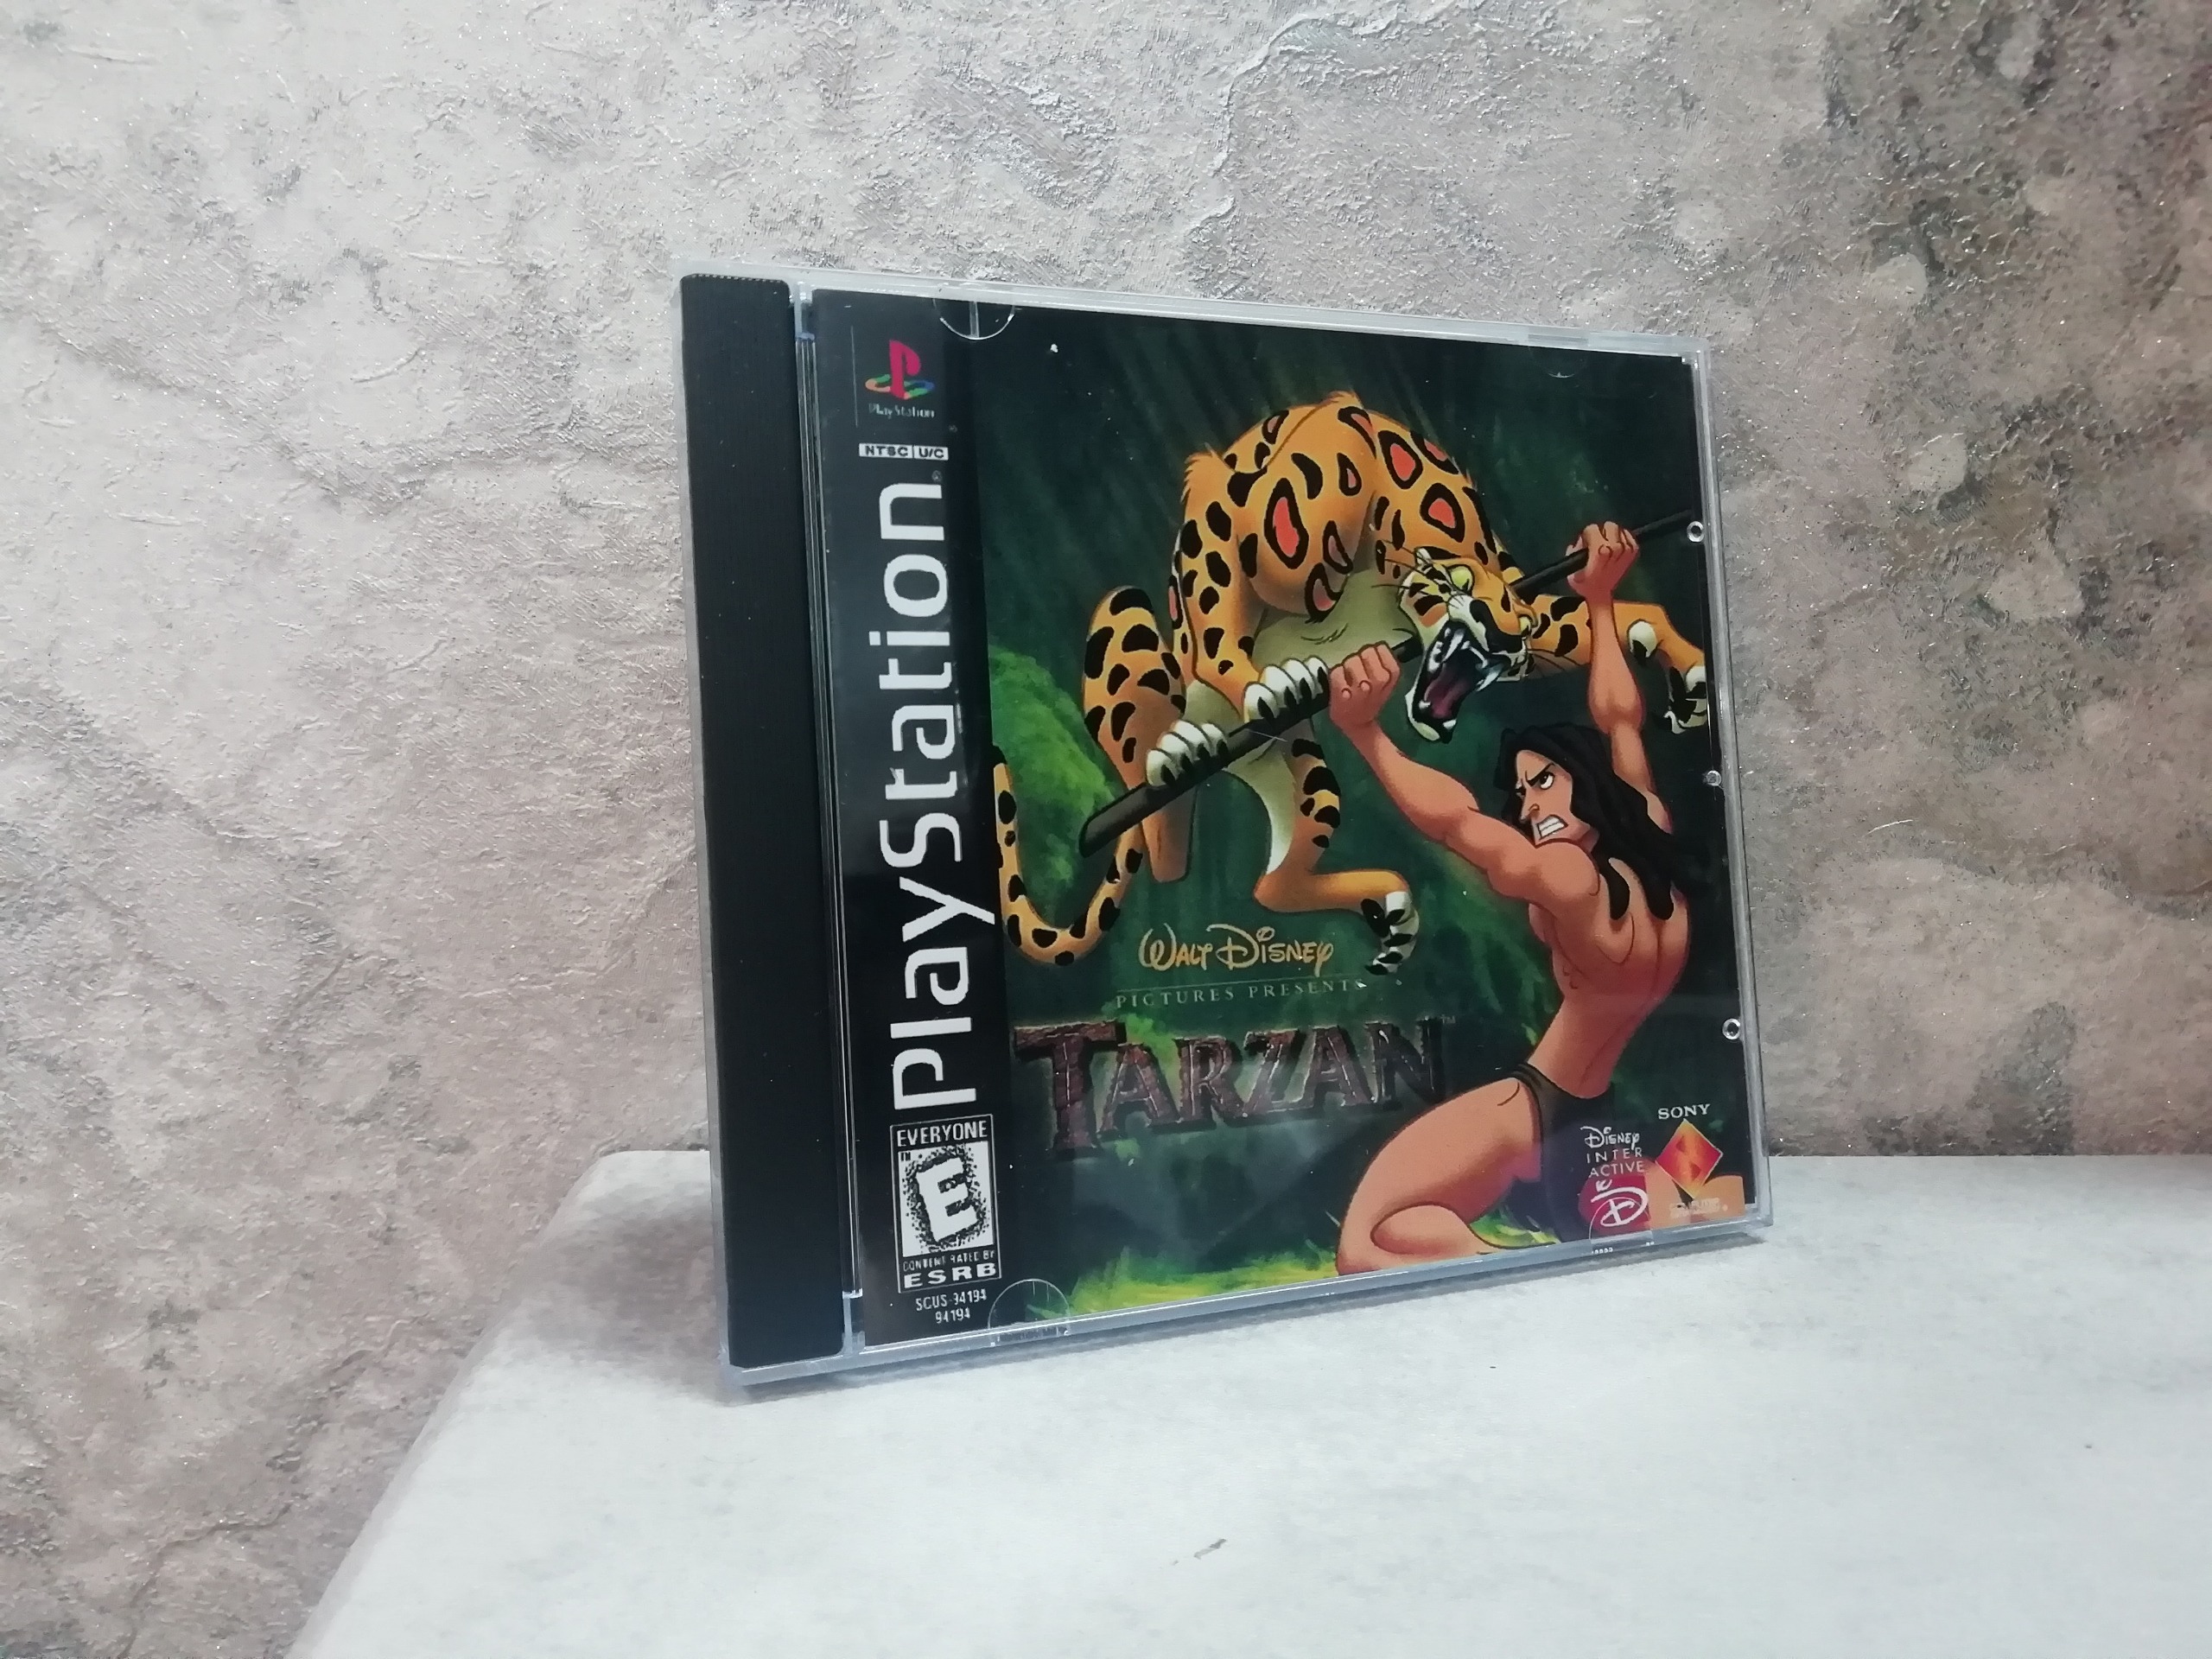 PlayStation
NTSC U/C
PlayStation
EVERYONE
E
CONTENT RATED BY
ESRB
SCUS-94194
94194
WALT DISNEY
PICTURES PRESENTS
TARZAN™
DISNEY
INTER
ACTIVE
SONY